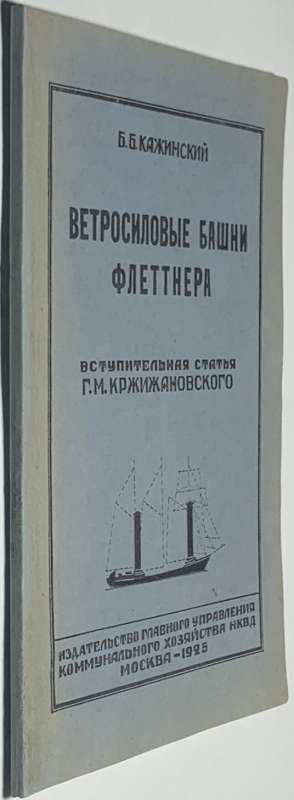 Б.Б.КАЖИНСКИЙ
ВЕТРОСИЛОВЫЕ БАШНИ
ФЛЕТТНЕРА
ВСТУПИТЕЛЬНАЯ СТАТЬЯ
Г.М.КРЖИЖАНОВСКОГО
ИЗДАТЕЛЬСТВО ГЛАВНОГО УПРАВЛЕНИЯ
КОММУНАЛЬНОГО ХОЗЯЙСТВА НКВД
МОСКВА–1925